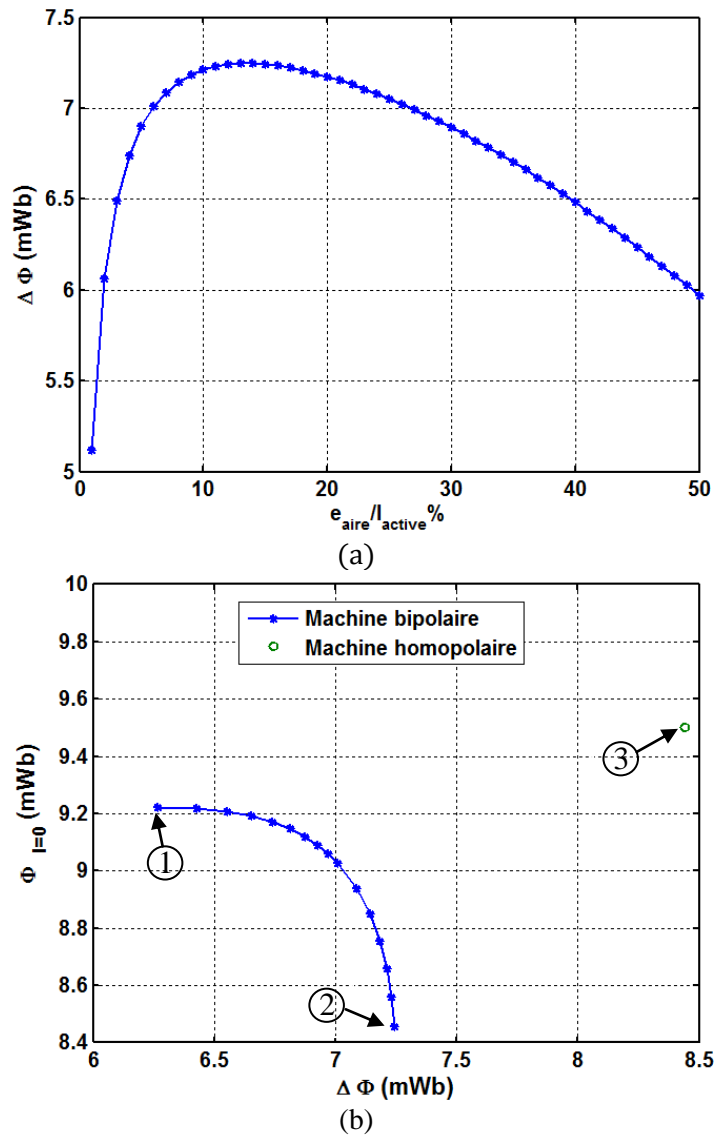 7.5
7
6.5
6
5.5
5
Δ Φ (mWb)
0 10 20 30 40 50
e_aire/l_active%
(a)
10
9.8
9.6
9.4
9.2
9
8.8
8.6
8.4
Φ I=0 (mWb)
Machine bipolaire
Machine homopolaire
3
1
2
6 6.5 7 7.5 8 8.5
Δ Φ (mWb)
(b)